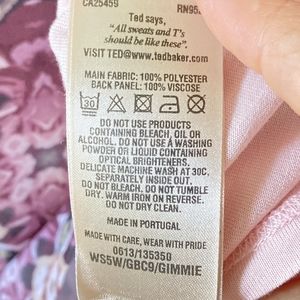 CA25459 RN95
Ted says,
"All sweats and T's
should be like these".
VISIT TED@www.tedbaker.com
MAIN FABRIC: 100% POLYESTER
BACK PANEL: 100% VISCOSE
30
DO NOT USE PRODUCTS
CONTAINING BLEACH, OIL OR
ALCOHOL. DO NOT USE A WASHING
POWDER OR LIQUID CONTAINING
OPTICAL BRIGHTENERS.
DELICATE MACHINE WASH AT 30C,
SEPARATELY INSIDE OUT.
DO NOT BLEACH. DO NOT TUMBLE
DRY. WARM IRON ON REVERSE.
DO NOT DRY CLEAN.
MADE IN PORTUGAL
MADE WITH CARE, WEAR WITH PRIDE
0613/135350
WS5W/GBC9/GIMMIE